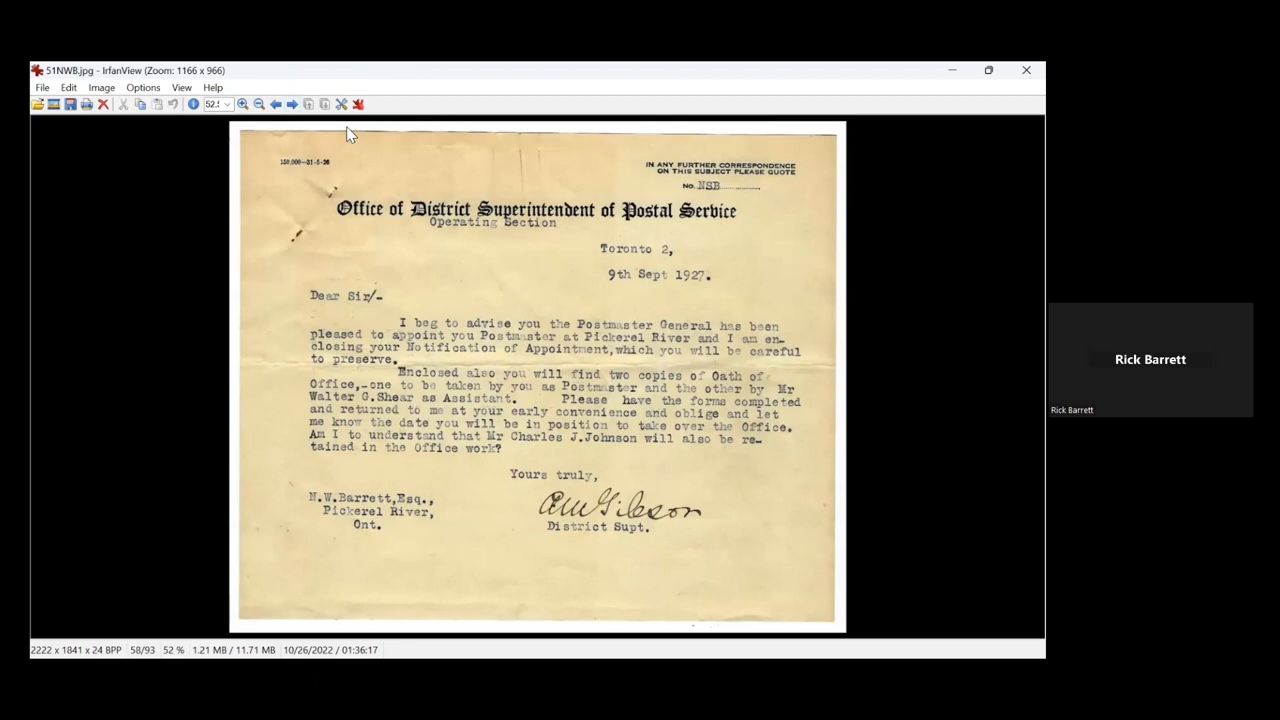 51NWB.jpg - IrfanView (Zoom: 1166 x 966)
File Edit Image Options View Help
52.5
150,000—31-5-26
IN ANY FURTHER CORRESPONDENCE
ON THIS SUBJECT PLEASE QUOTE
No. NSB
Office of District Superintendent of Postal Service
Operating Section
Toronto 2,
9th Sept 1927.
Dear Sir/-
I beg to advise you the Postmaster General has been
pleased to appoint you Postmaster at Pickerel River and I am en-
closing your Notification of Appointment,which you will be careful
to preserve.
Enclosed also you will find two copies of Oath of
Office,-one to be taken by you as Postmaster and the other by Mr
Walter G.Shear as Assistant. Please have the forms completed
and returned to me at your early convenience and oblige and let
me know the date you will be in position to take over the Office.
Am I to understand that Mr Charles J.Johnson will also be re-
tained in the Office work?
Yours truly,
N.W.Barrett,Esq.,
Pickerel River,
Ont.
District Supt.
Rick Barrett
Rick Barrett
2222 x 1841 x 24 BPP 58/93 52 % 1.21 MB / 11.71 MB 10/26/2022 / 01:36:17